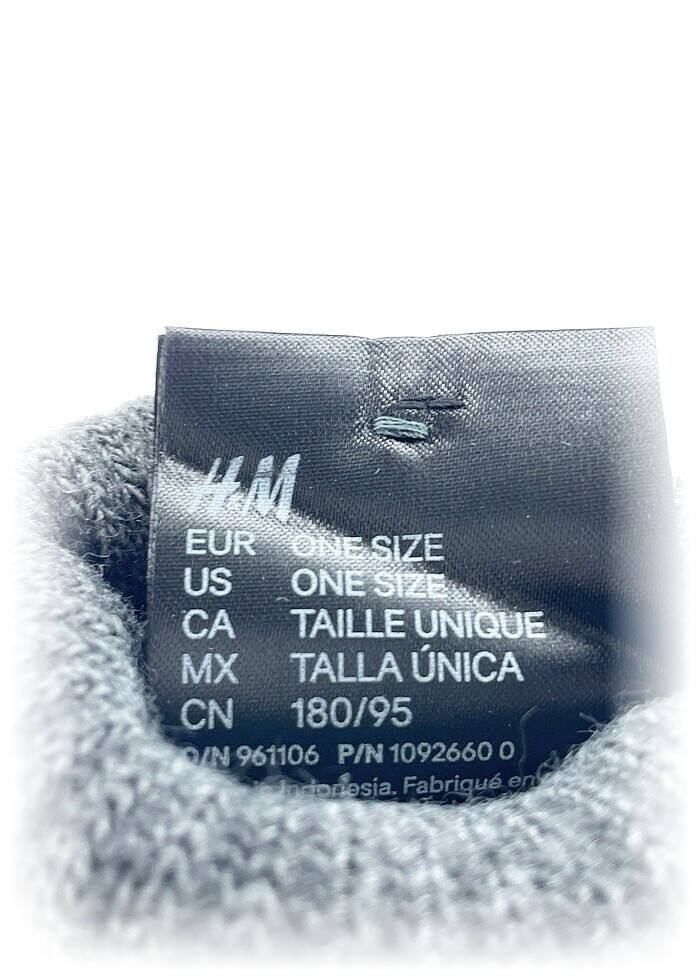 H&M
EUR ONE SIZE
US ONE SIZE
CA TAILLE UNIQUE
MX TALLA ÚNICA
CN 180/95
O/N 961106 P/N 1092660 0
Indonesia. Fabriqué en